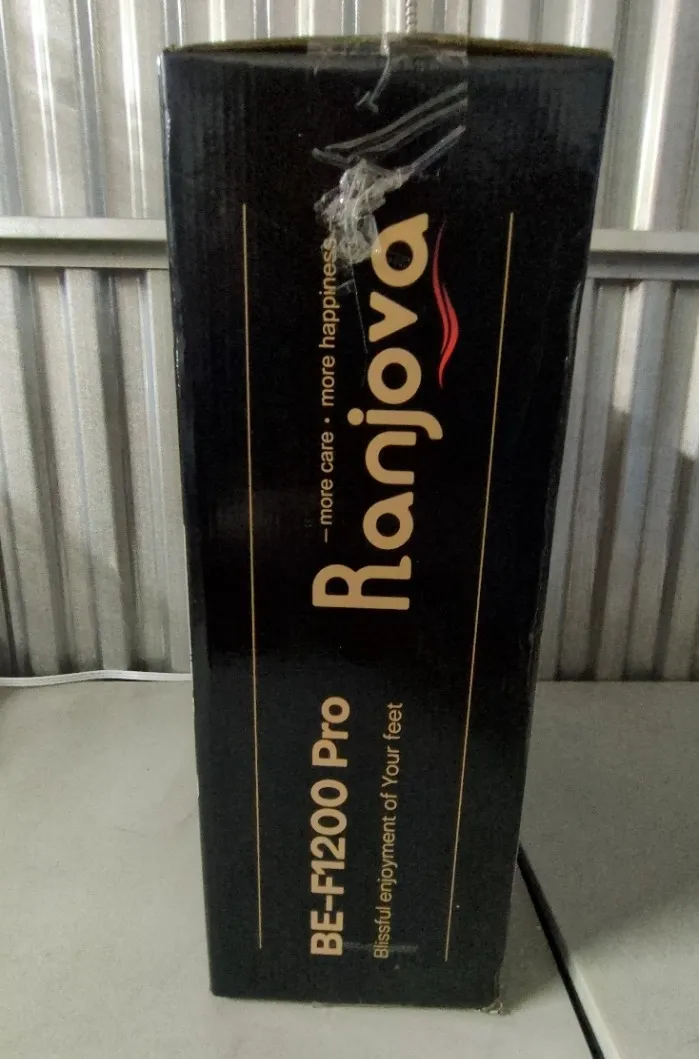 – more care • more happiness
Ranjova
BE-F1200 Pro
Blissful enjoyment of Your feet